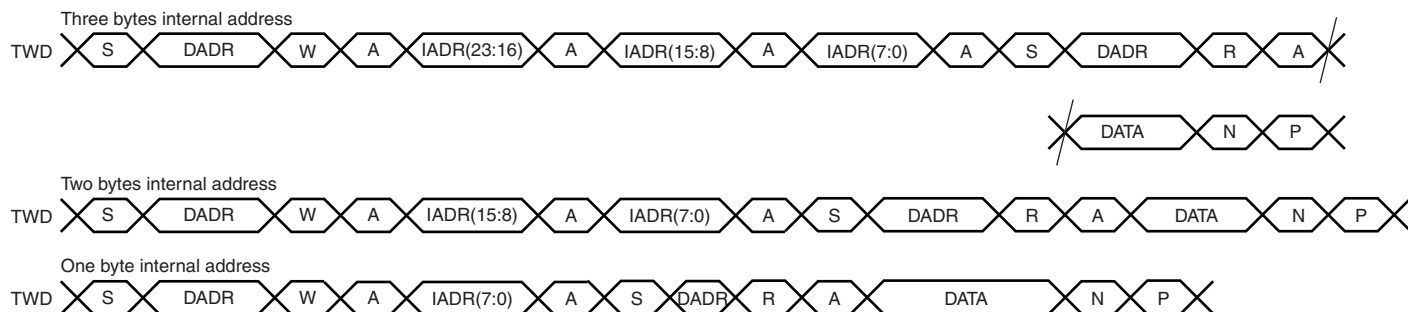 Three bytes internal address
TWD S DADR W A IADR(23:16) A IADR(15:8) A IADR(7:0) A S DADR R A
DATA N P
Two bytes internal address
TWD S DADR W A IADR(15:8) A IADR(7:0) A S DADR R A DATA N P
One byte internal address
TWD S DADR W A IADR(7:0) A S DADR R A DATA N P